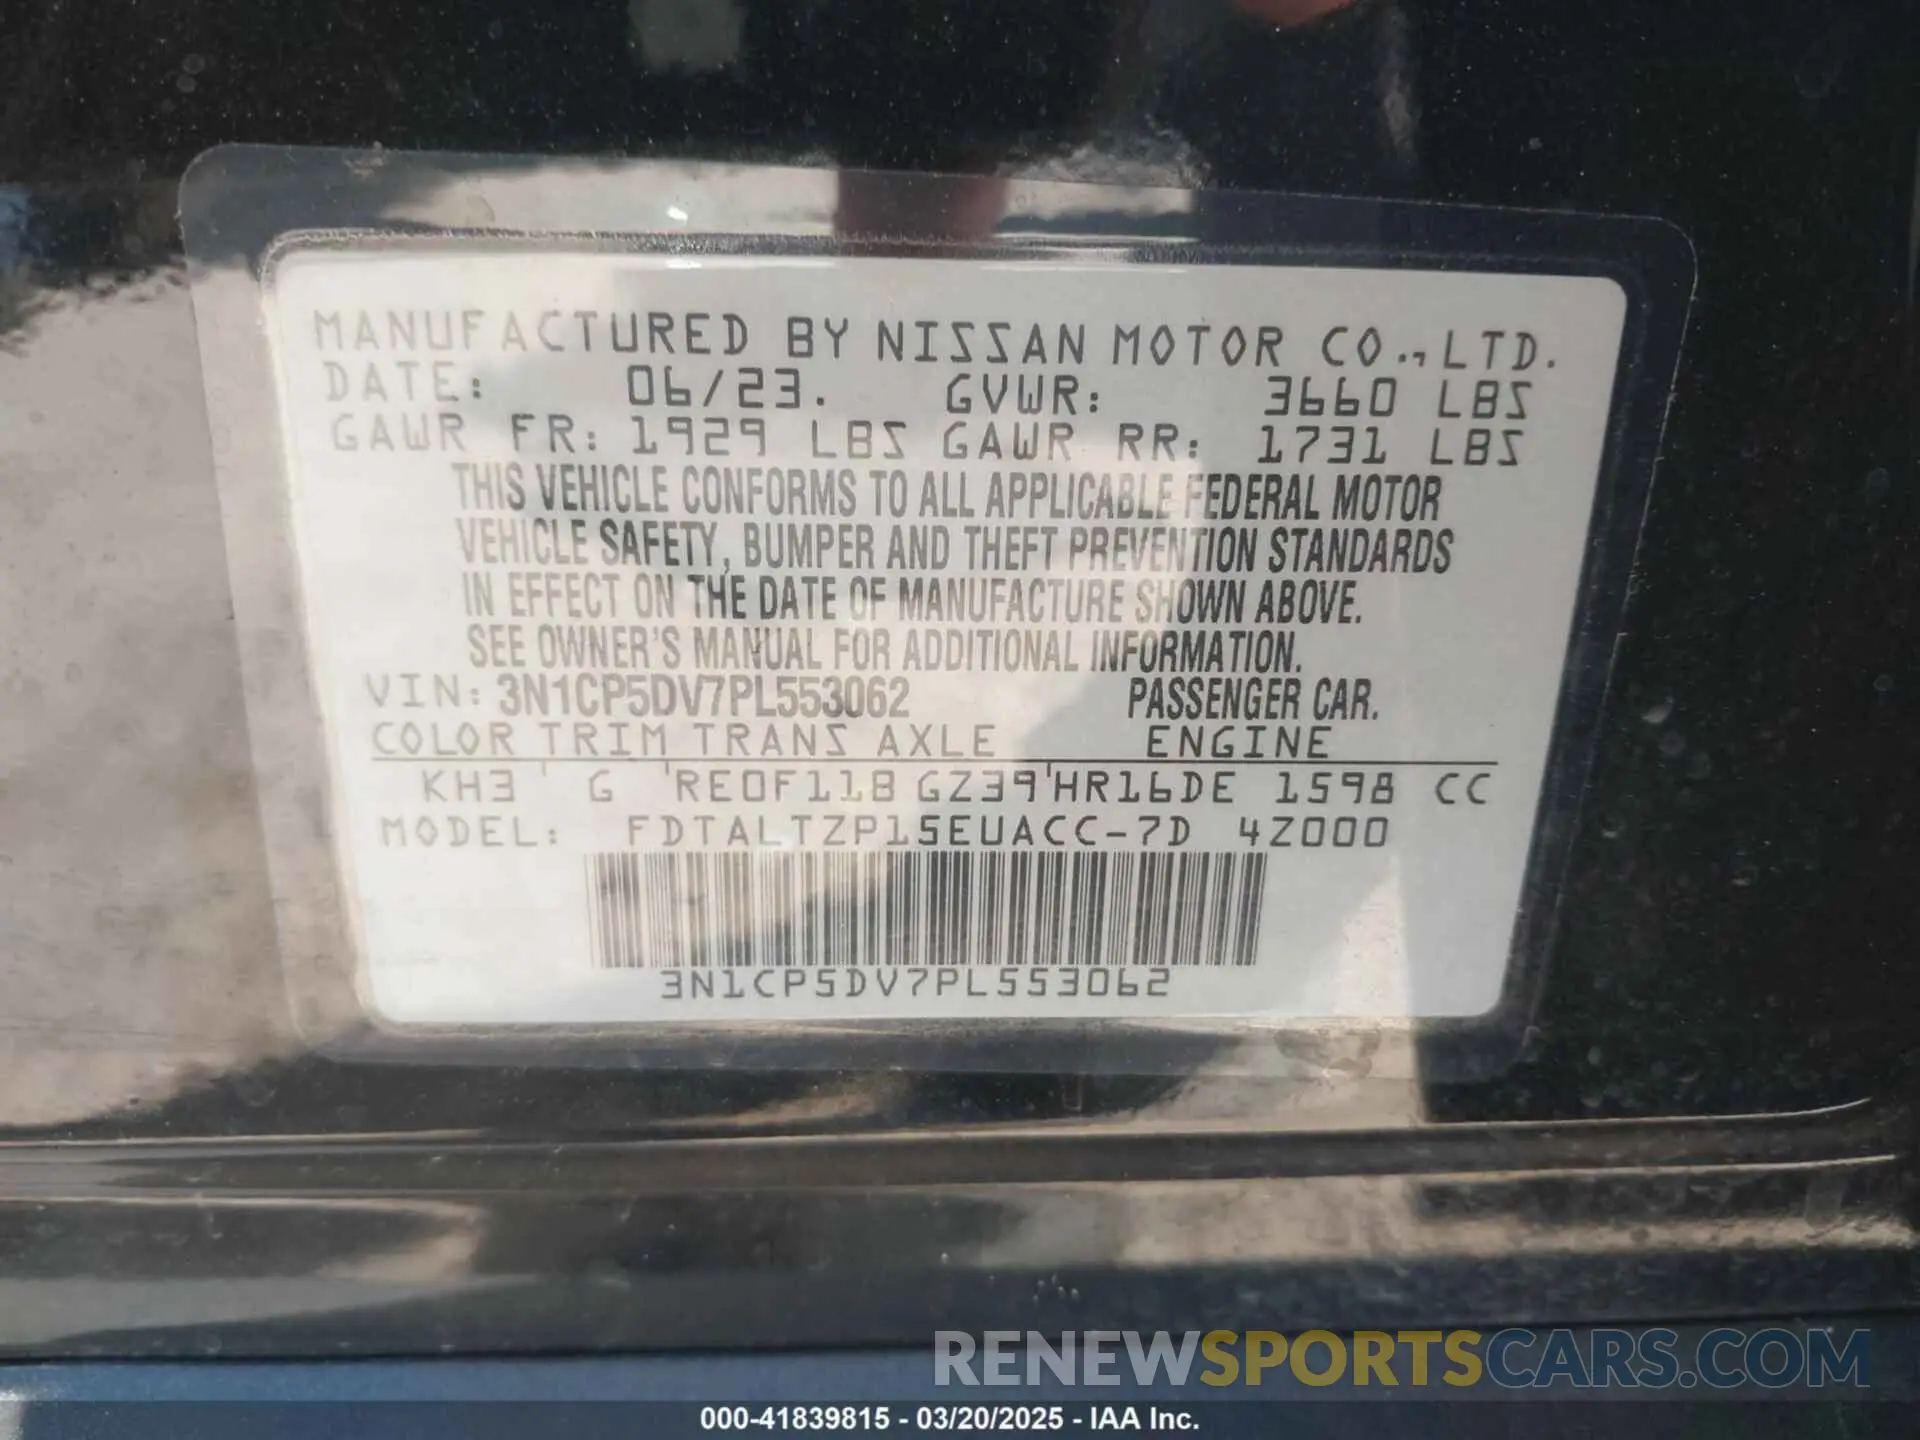 MANUFACTURED BY NISSAN MOTOR CO., LTD.
DATE: 06/23. GVWR: 3660 LBS
GAWR FR: 1929 LBS GAWR RR: 1731 LBS
THIS VEHICLE CONFORMS TO ALL APPLICABLE FEDERAL MOTOR
VEHICLE SAFETY, BUMPER AND THEFT PREVENTION STANDARDS
IN EFFECT ON THE DATE OF MANUFACTURE SHOWN ABOVE.
SEE OWNER'S MANUAL FOR ADDITIONAL INFORMATION.
VIN: 3N1CP5DV7PL553062 PASSENGER CAR.
COLOR TRIM TRANS AXLE ENGINE
KH3 G RE0F11B GZ39 HR16DE 1598 CC
MODEL: FDTALTZP15EUACC-7D 4Z000
3N1CP5DV7PL553062
RENEWSPORTSCARS.COM
000-41839815 - 03/20/2025 - IAA Inc.